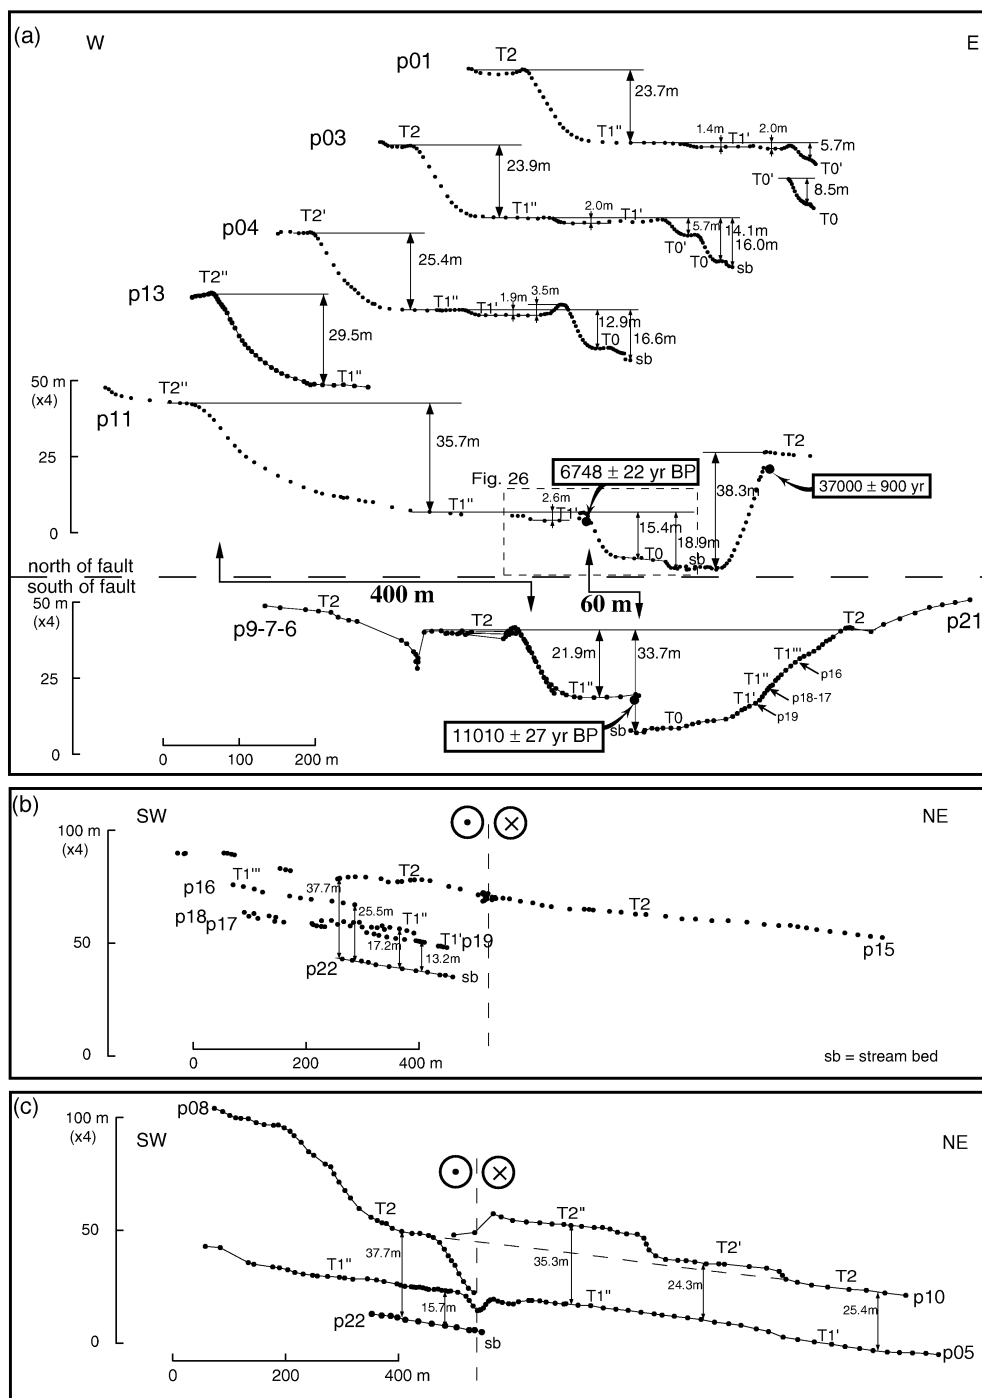 (a)
W
E
p01
T2
23.7m
T1''
1.4m
T1'
2.0m
5.7m
T0'
T0'
8.5m
T0
p03
T2
23.9m
T1''
2.0m
T1'
5.7m
14.1m
16.0m
T0'
T0
sb
p04
T2'
25.4m
T1''
T1'
1.9m
3.5m
12.9m
16.6m
T0
sb
p13
T2''
29.5m
T1''
50 m
(x4)
25
0
p11
T2''
35.7m
T1''
Fig. 26
2.6m
T1'
6748 ± 22 yr BP
15.4m
18.9m
T0
sb
38.3m
T2
37000 ± 900 yr
north of fault
south of fault
400 m
60 m
50 m
(x4)
25
0
p9-7-6
T2
21.9m
33.7m
T1''
11010 ± 27 yr BP
sb
T0
T1'
T1''
T1'''
T2
p21
p16
p18-17
p19
0
100
200 m
(b)
SW
NE
100 m
(x4)
50
0
p16
T1'''
p18
p17
37.7m
25.5m
17.2m
13.2m
T2
T1''
T1'
p19
p22
sb
T2
p15
0
200
400 m
sb = stream bed
(c)
100 m
(x4)
50
0
SW
NE
p08
T2
37.7m
T1''
15.7m
p22
sb
T2''
35.3m
T2'
24.3m
T2
25.4m
p10
T1''
T1'
p05
0
200
400 m